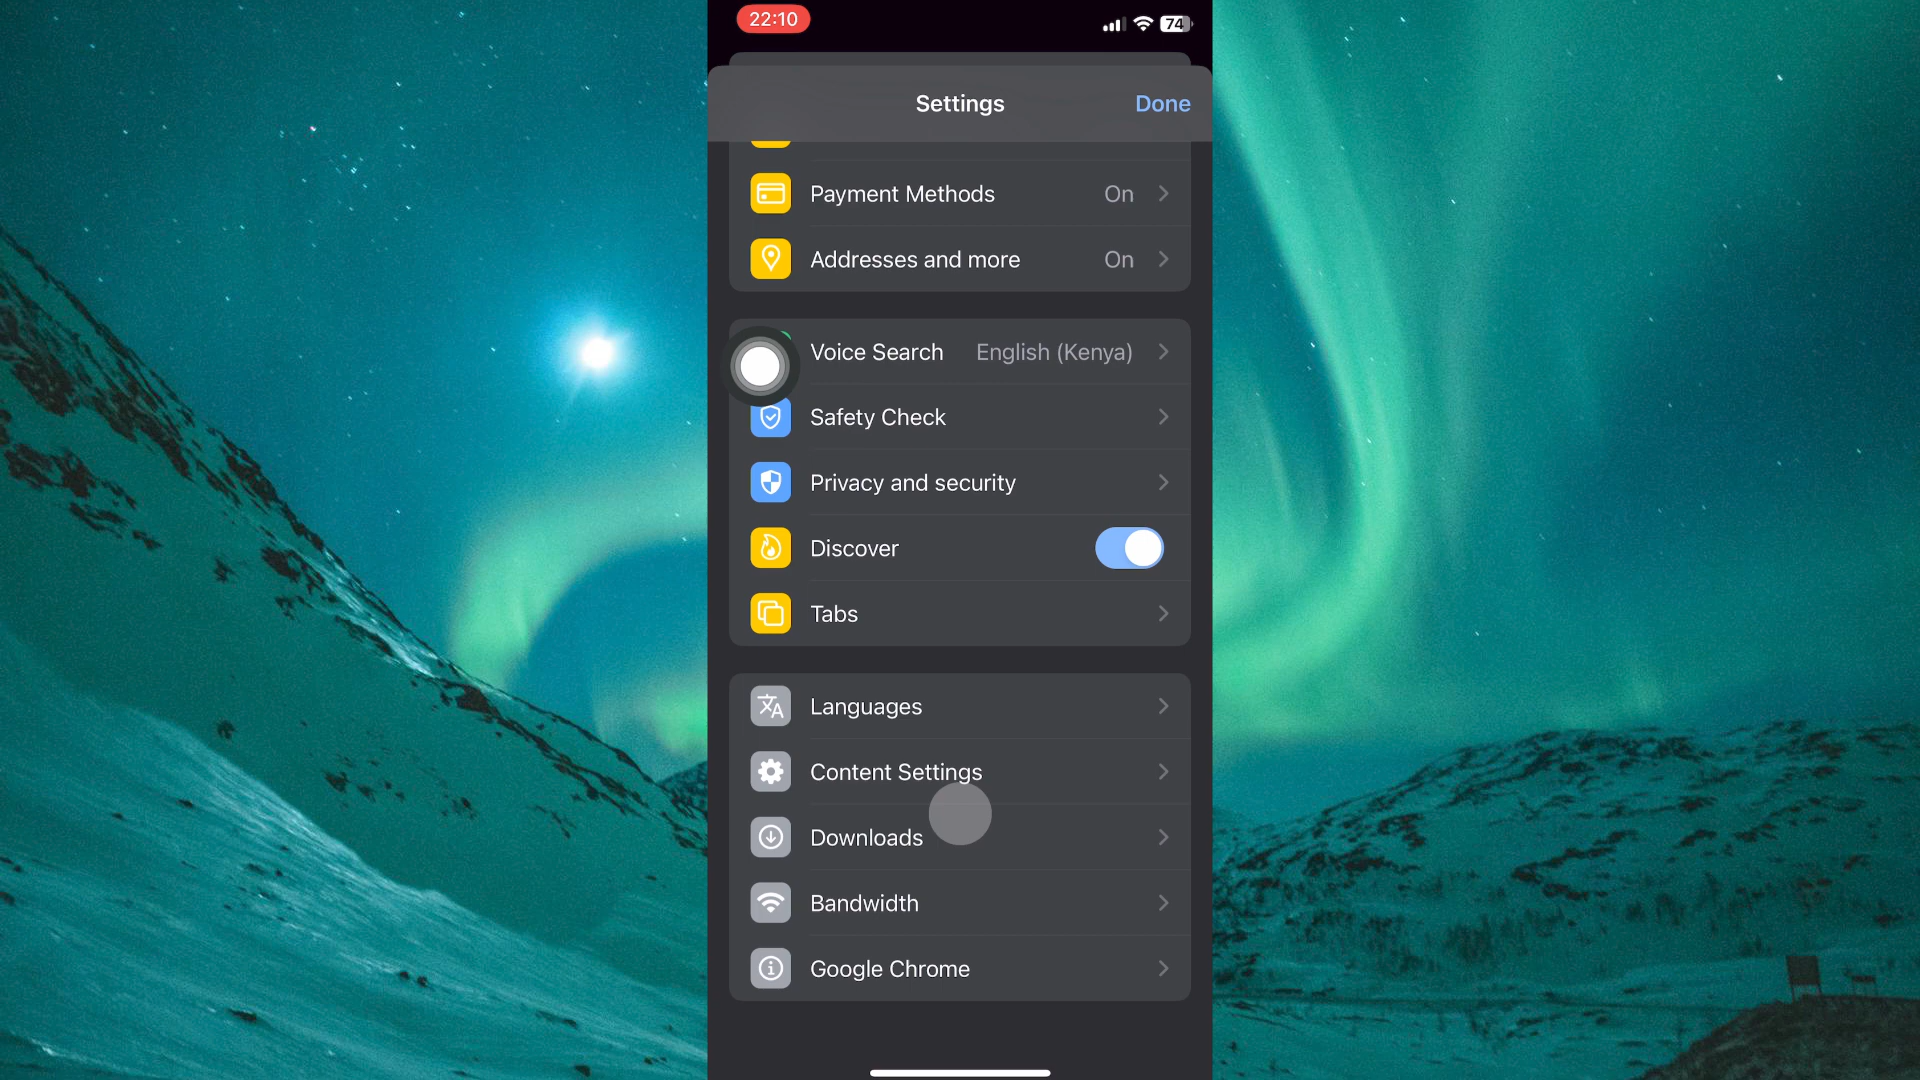 22:10
74
Settings
Done
Payment Methods On
Addresses and more On
Voice Search English (Kenya)
Safety Check
Privacy and security
Discover
Tabs
Languages
Content Settings
Downloads
Bandwidth
Google Chrome